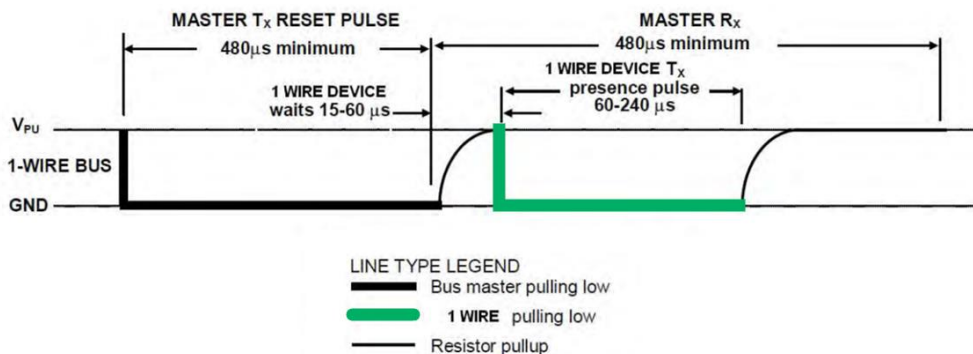 MASTER TX RESET PULSE
480μs minimum
MASTER RX
480μs minimum
1 WIRE DEVICE TX
presence pulse
60-240 μs
1 WIRE DEVICE
waits 15-60 μs
VPU
1-WIRE BUS
GND
LINE TYPE LEGEND
Bus master pulling low
1 WIRE pulling low
Resistor pullup